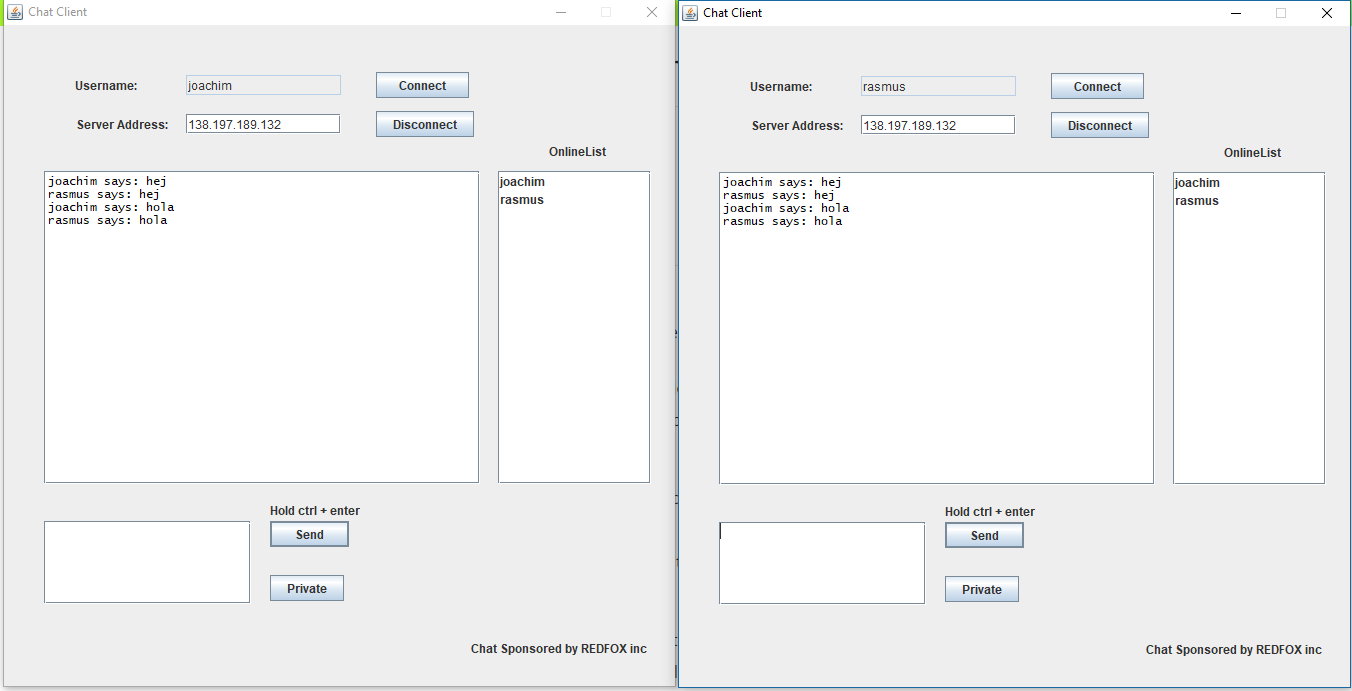 Chat Client
Username:
joachim
Connect
Server Address:
138.197.189.132
Disconnect
OnlineList
joachim says: hej
rasmus says: hej
joachim says: hola
rasmus says: hola
joachim
rasmus
Hold ctrl + enter
Send
Private
Chat Sponsored by REDFOX inc
Chat Client
Username:
rasmus
Connect
Server Address:
138.197.189.132
Disconnect
OnlineList
joachim says: hej
rasmus says: hej
joachim says: hola
rasmus says: hola
joachim
rasmus
Hold ctrl + enter
Send
Private
Chat Sponsored by REDFOX inc